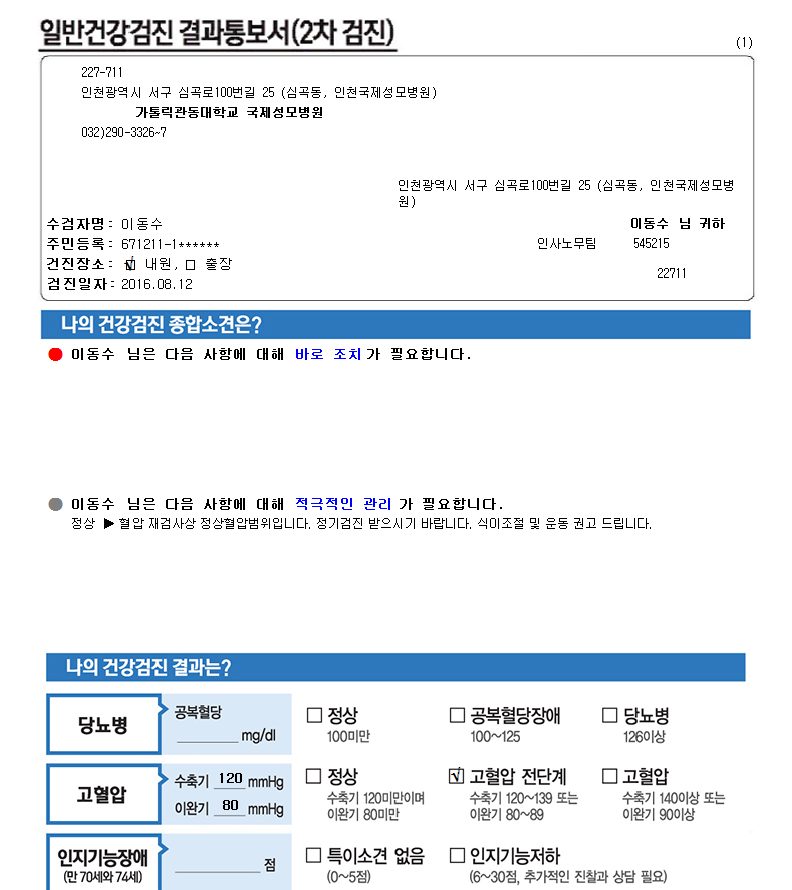 일반건강검진 결과통보서(2차 검진)
(1)
227-711
인천광역시 서구 심곡로100번길 25 (심곡동, 인천국제성모병원)
가톨릭관동대학교 국제성모병원
032)290-3326~7
인천광역시 서구 심곡로100번길 25 (심곡동, 인천국제성모병
원)
수검자명: 이동수
이동수 님 귀하
주민등록: 671211-1******
인사노무팀 545215
건진장소: ☑ 내원, □ 출장
22711
검진일자: 2016.08.12
나의 건강검진 종합소견은?
● 이동수 님은 다음 사항에 대해 바로 조치가 필요합니다.
● 이동수 님은 다음 사항에 대해 적극적인 관리 가 필요합니다.
정상 ▶ 혈압 재검사상 정상혈압범위입니다. 정기검진 받으시기 바랍니다. 식이조절 및 운동 권고 드립니다.
나의 건강검진 결과는?
당뇨병
공복혈당
______ mg/dl
□ 정상
100미만
□ 공복혈당장애
100~125
□ 당뇨병
126이상
고혈압
수축기 120 mmHg
이완기 80 mmHg
□ 정상
수축기 120미만이며
이완기 80미만
☑ 고혈압 전단계
수축기 120~139 또는
이완기 80~89
□ 고혈압
수축기 140이상 또는
이완기 90이상
인지기능장애
(만 70세와 74세)
______ 점
□ 특이소견 없음
(0~5점)
□ 인지기능저하
(6~30점, 추가적인 진찰과 상담 필요)